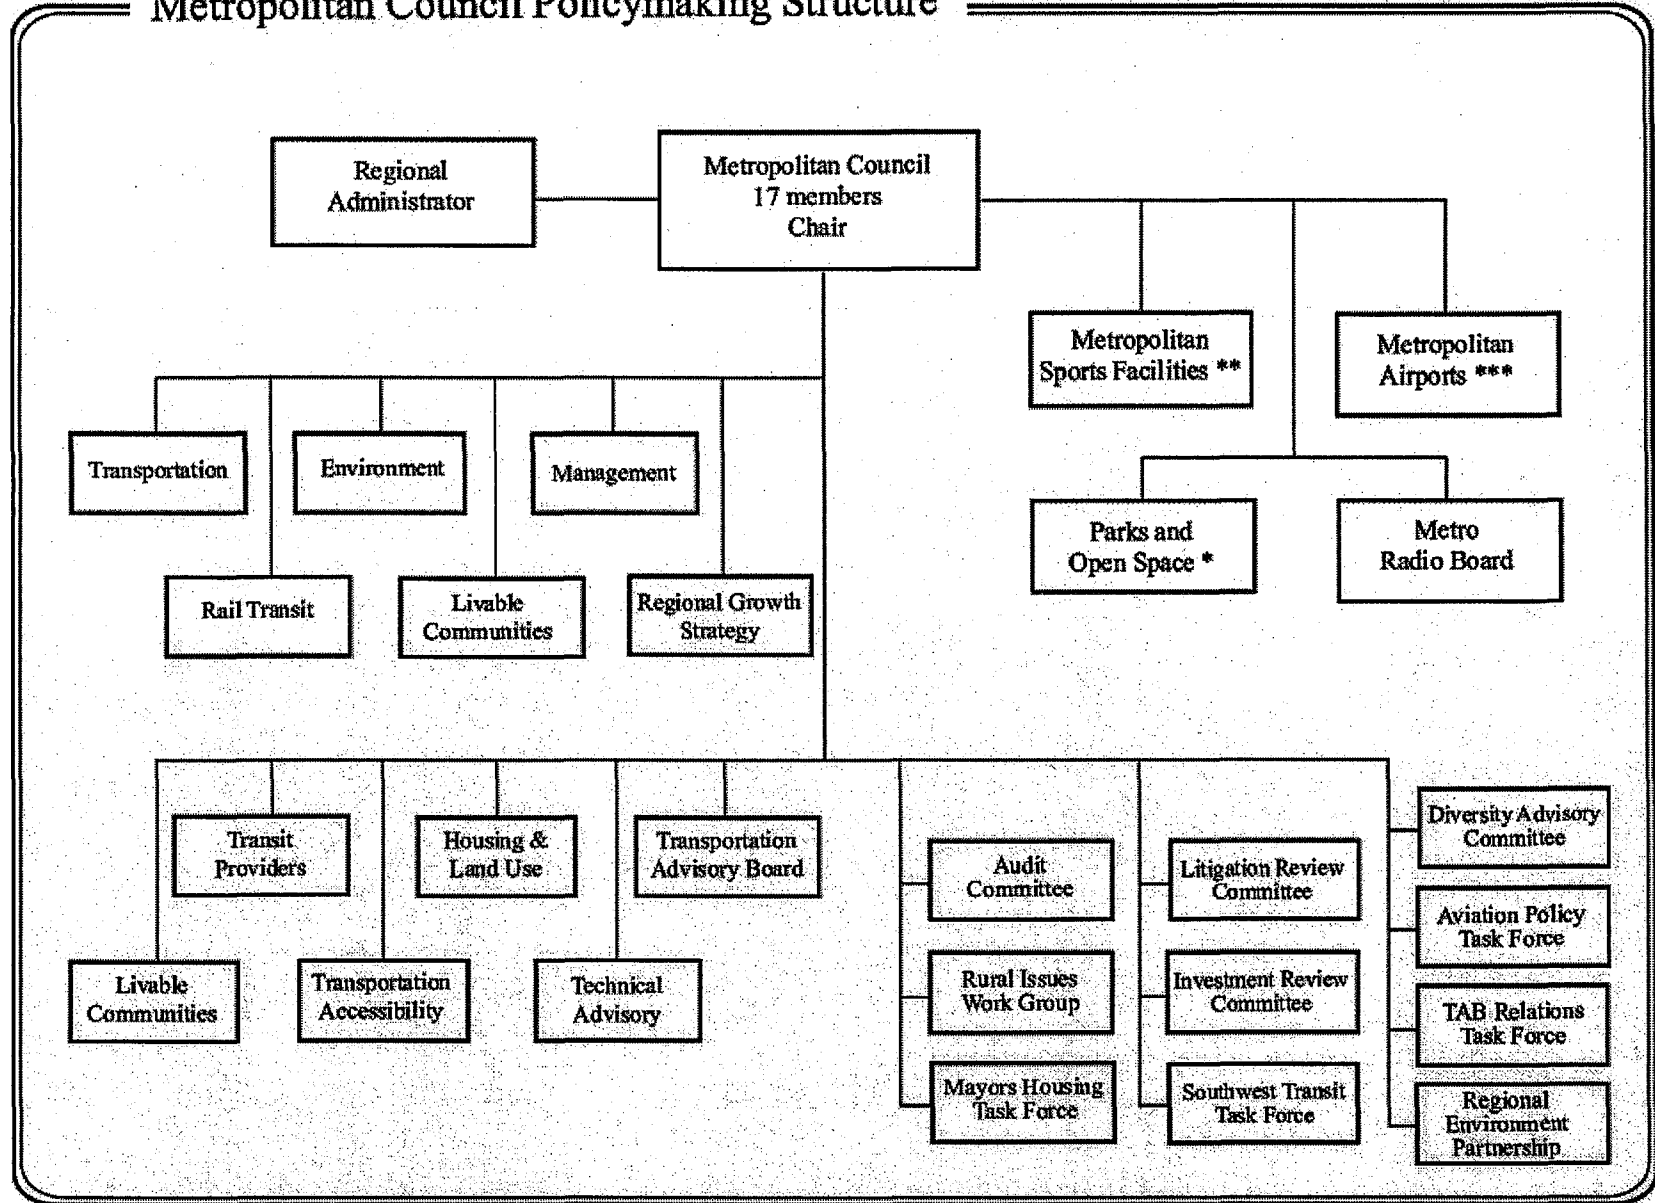 Metropolitan Council Policymaking Structure
Regional
Administrator
Metropolitan Council
17 members
Chair
Metropolitan
Sports Facilities **
Metropolitan
Airports ***
Transportation
Environment
Management
Parks and
Open Space *
Metro
Radio Board
Rail Transit
Livable
Communities
Regional Growth
Strategy
Transit
Providers
Housing &
Land Use
Transportation
Advisory Board
Livable
Communities
Transportation
Accessibility
Technical
Advisory
Audit
Committee
Rural Issues
Work Group
Mayors Housing
Task Force
Litigation Review
Committee
Investment Review
Committee
Southwest Transit
Task Force
Diversity Advisory
Committee
Aviation Policy
Task Force
TAB Relations
Task Force
Regional
Environment
Partnership